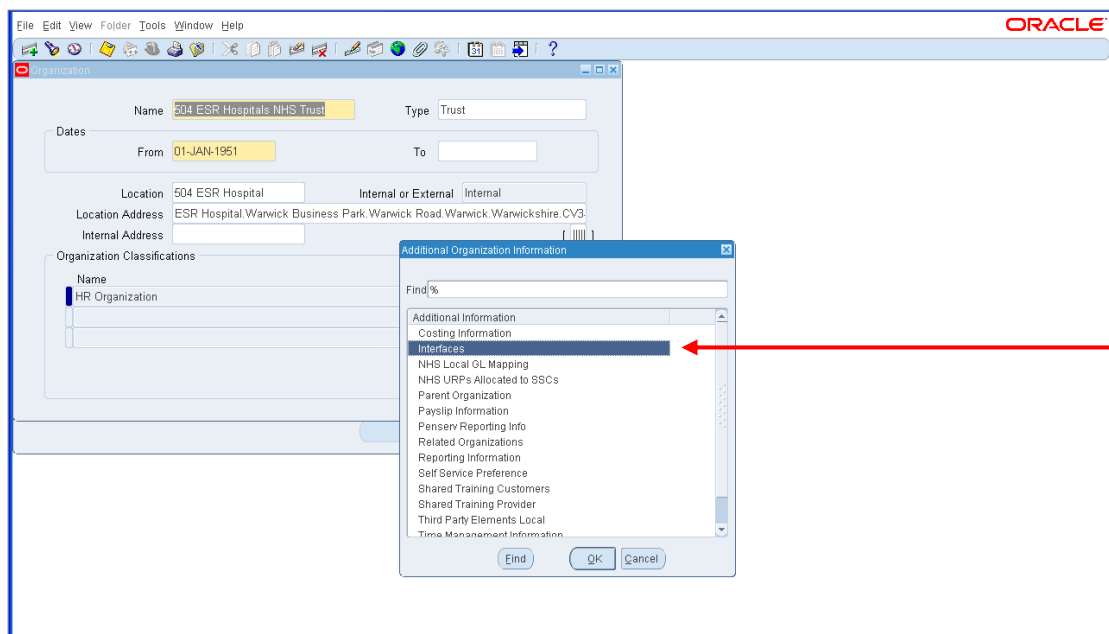 File Edit View Folder Tools Window Help
ORACLE
31 ?
Organization
Name 504 ESR Hospitals NHS Trust Type Trust
Dates
From 01-JAN-1951 To
Location 504 ESR Hospital Internal or External Internal
Location Address ESR Hospital.Warwick Business Park.Warwick Road.Warwick.Warwickshire.CV3
Internal Address [ ]
Organization Classifications
Name
HR Organization
Additional Organization Information
Find %
Additional Information
Costing Information
Interfaces
NHS Local GL Mapping
NHS URPs Allocated to SSCs
Parent Organization
Payslip Information
Penserv Reporting Info
Related Organizations
Reporting Information
Self Service Preference
Shared Training Customers
Shared Training Provider
Third Party Elements Local
Time Management Information
Find OK Cancel